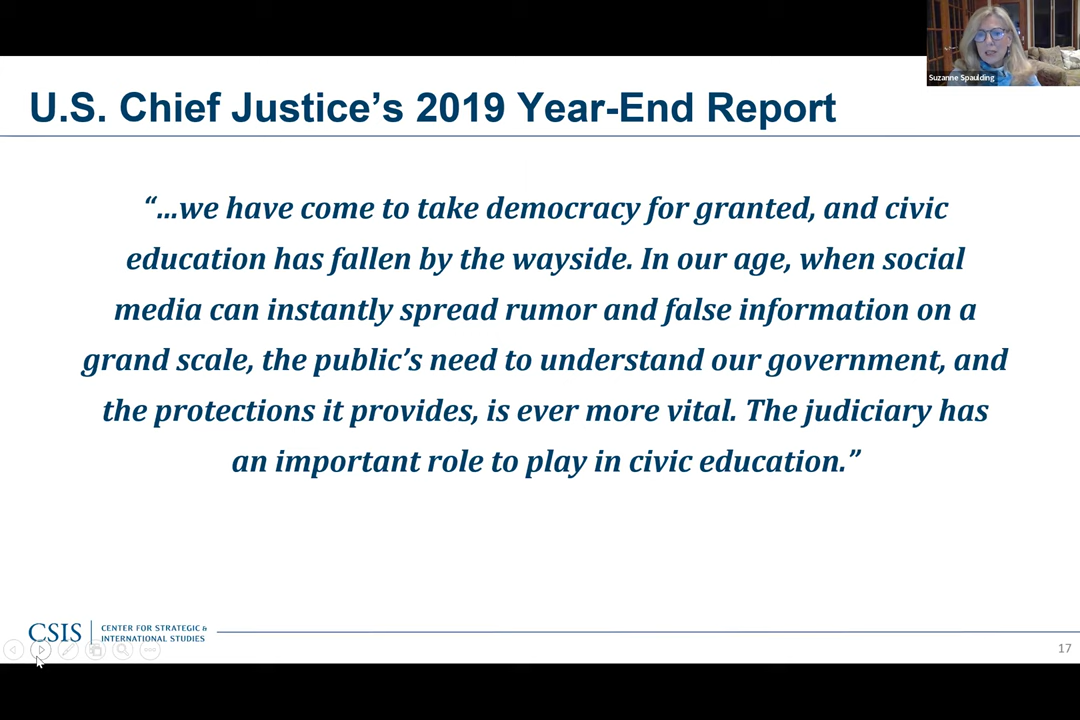 Suzanne Spaulding
U.S. Chief Justice’s 2019 Year-End Report
“…we have come to take democracy for granted, and civic
education has fallen by the wayside. In our age, when social
media can instantly spread rumor and false information on a
grand scale, the public’s need to understand our government, and
the protections it provides, is ever more vital. The judiciary has
an important role to play in civic education.”
CSIS
CENTER FOR STRATEGIC &
INTERNATIONAL STUDIES
17